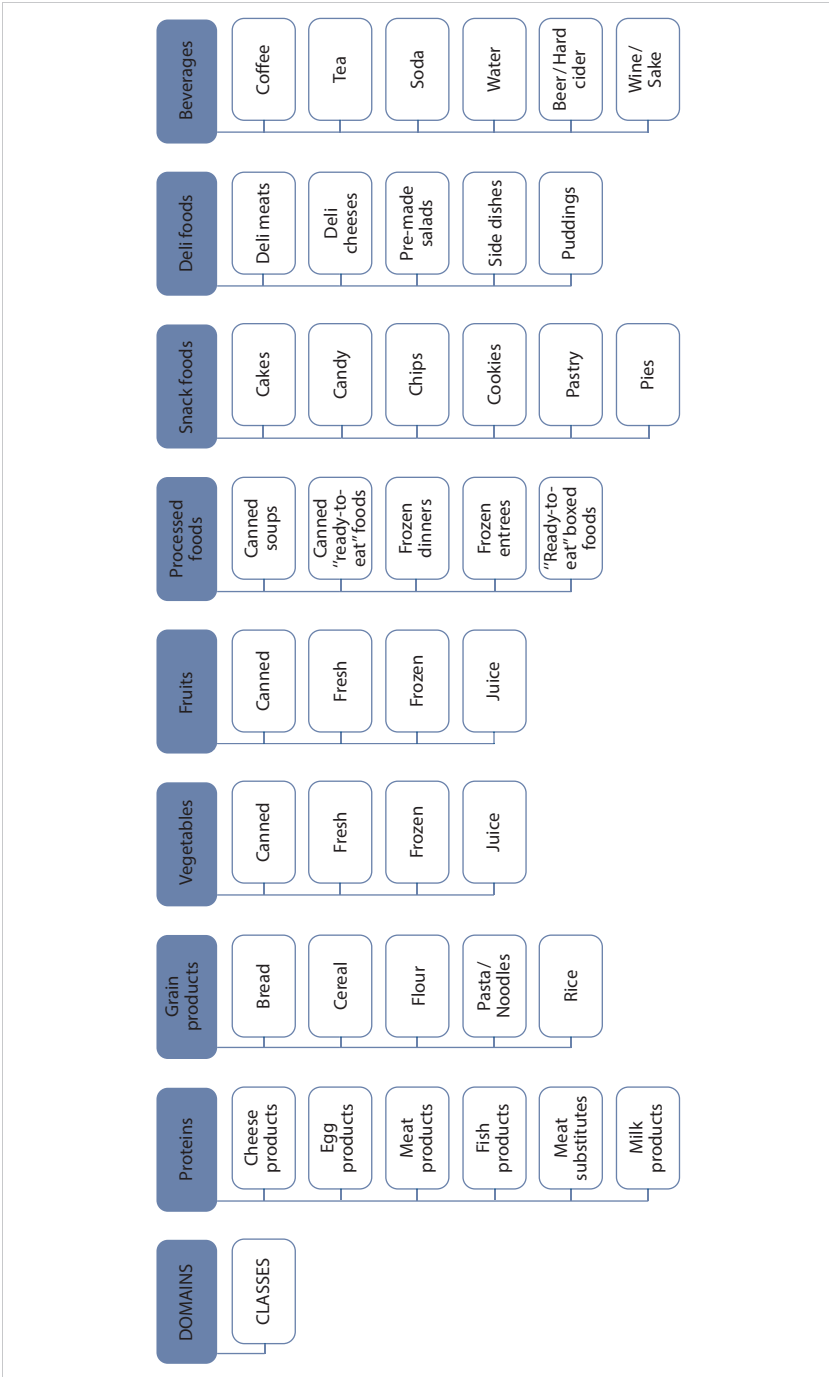 DOMAINS
CLASSES
Proteins
Cheese
products
Egg
products
Meat
products
Fish
products
Meat
substitutes
Milk
products
Grain
products
Bread
Cereal
Flour
Pasta/
Noodles
Rice
Vegetables
Canned
Fresh
Frozen
Juice
Fruits
Canned
Fresh
Frozen
Juice
Processed
foods
Canned
soups
Canned
"ready-to-
eat" foods
Frozen
dinners
Frozen
entrees
"Ready-to-
eat" boxed
foods
Snack foods
Cakes
Candy
Chips
Cookies
Pastry
Pies
Deli foods
Deli meats
Deli
cheeses
Pre-made
salads
Side dishes
Puddings
Beverages
Coffee
Tea
Soda
Water
Beer/Hard
cider
Wine/
Sake